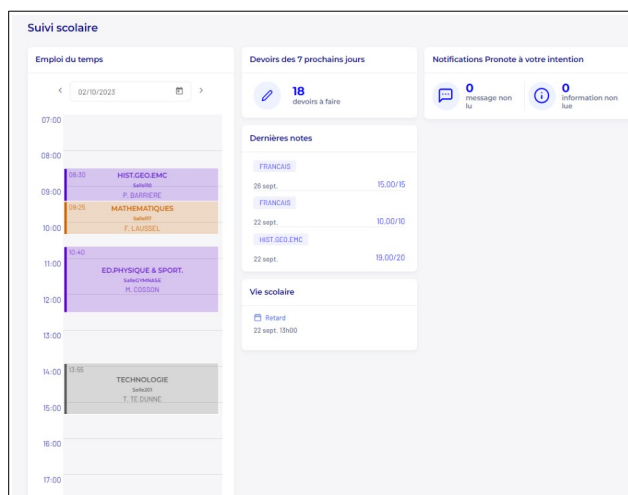 Suivi scolaire
Emploi du temps
02/10/2023
07:00
08:00
08:30 HIST.GEO.EMC
P. BARRIERE
09:00
09:25 MATHEMATIQUES
F. LAUSSEL
10:00
10:40
ED.PHYSIQUE & SPORT.
SalleGYMNASE
M. COSSON
11:00
12:00
13:00
14:00
13:55
TECHNOLOGIE
Salle201
T. TE DUNNE
15:00
16:00
17:00
Devoirs des 7 prochains jours
18
devoirs à faire
Dernières notes
FRANCAIS
26 sept. 15,00/15
FRANCAIS
22 sept. 10,00/10
HIST.GEO.EMC
22 sept. 19,00/20
Vie scolaire
Retard
22 sept. 13h00
Notifications Pronote à votre intention
0
message non
lu
0
information non
lue